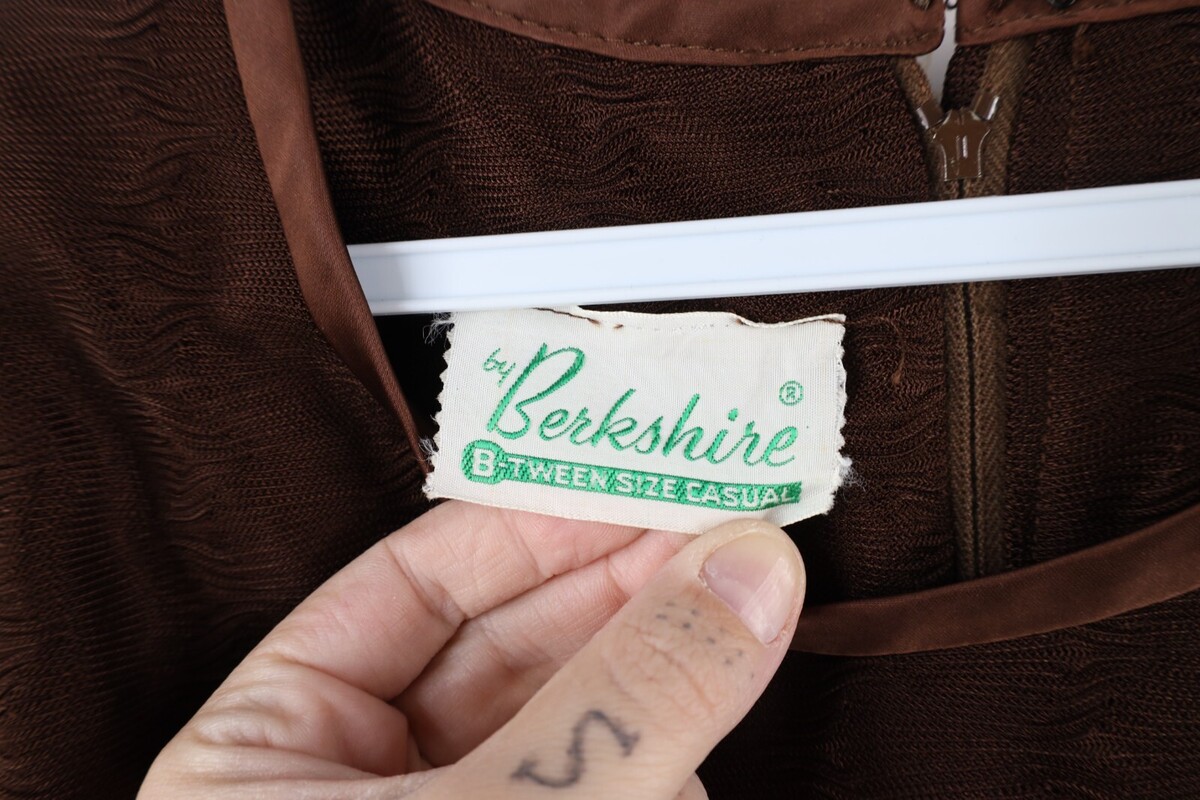 by Berkshire ®
B-TWEEN SIZE CASUAL
S